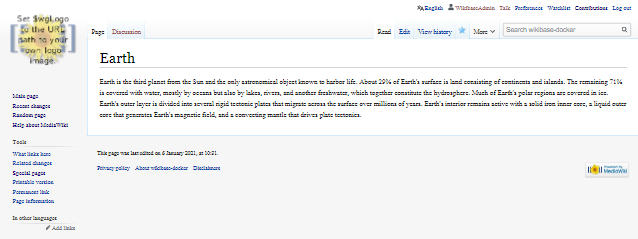 English WikibaseAdmin Talk Preferences Watchlist Contributions Log out
Set $wgLogo
to the URL
path to your
own logo
image.
Page Discussion Read Edit View history More Search wikibase-docker
Earth
Earth is the third planet from the Sun and the only astronomical object known to harbor life. About 29% of Earth's surface is land consisting of continents and islands. The remaining 71%
is covered with water, mostly by oceans but also by lakes, rivers, and another freshwater, which together constitute the hydrosphere. Much of Earth's polar regions are covered in ice.
Earth's outer layer is divided into several rigid tectonic plates that migrate across the surface over millions of years. Earth's interior remains active with a solid iron inner core, a liquid outer
core that generates Earth's magnetic field, and a convecting mantle that drives plate tectonics.
Main page
Recent changes
Random page
Help about MediaWiki
Tools
What links here
Related changes
Special pages
Printable version
Permanent link
Page information
In other languages
Add links
This page was last edited on 6 January 2021, at 10:31.
Privacy policy About wikibase-docker Disclaimers
Powered by
MediaWiki